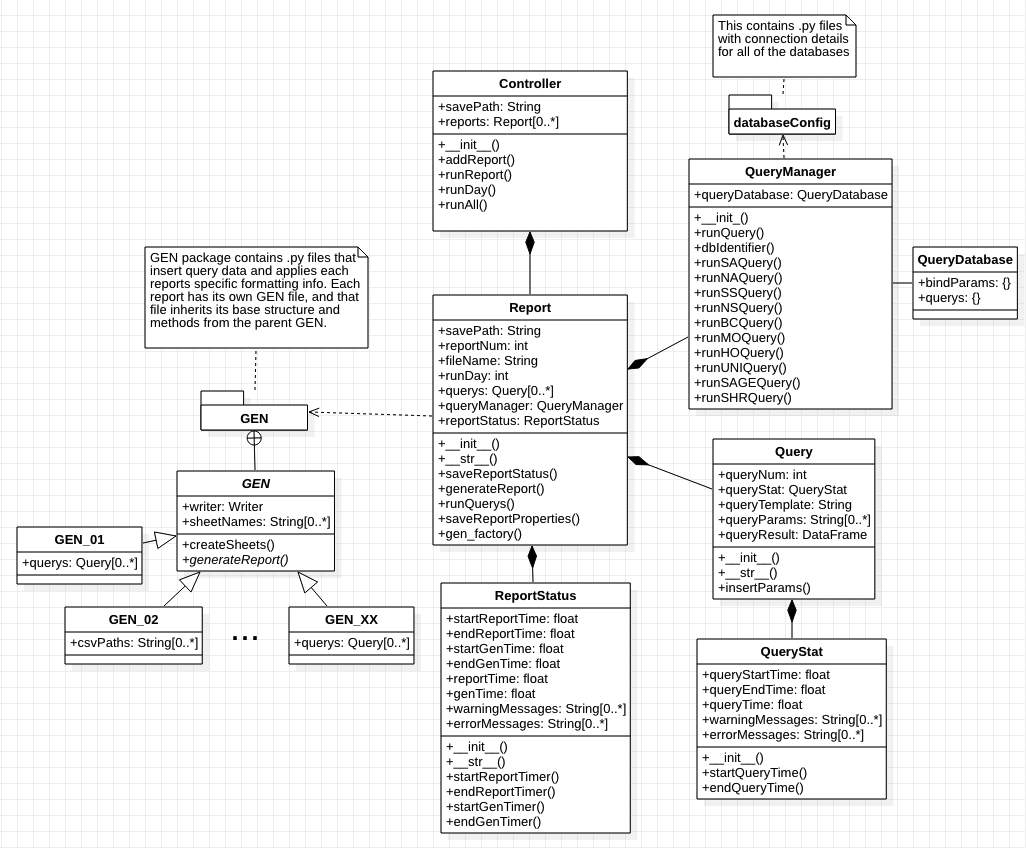 This contains .py files
with connection details
for all of the databases
databaseConfig
Controller
+savePath: String
+reports: Report[0..*]
+__init__()
+addReport()
+runReport()
+runDay()
+runAll()
QueryManager
+queryDatabase: QueryDatabase
+__init_()
+runQuery()
+dbIdentifier()
+runSAQuery()
+runNAQuery()
+runSSQuery()
+runNSQuery()
+runBCQuery()
+runMOQuery()
+runHOQuery()
+runUNIQuery()
+runSAGEQuery()
+runSHRQuery()
QueryDatabase
+bindParams: {}
+querys: {}
GEN package contains .py files that
insert query data and applies each
reports specific formatting info. Each
report has its own GEN file, and that
file inherits its base structure and
methods from the parent GEN.
GEN
Report
+savePath: String
+reportNum: int
+fileName: String
+runDay: int
+querys: Query[0..*]
+queryManager: QueryManager
+reportStatus: ReportStatus
+__init__()
+__str__()
+saveReportStatus()
+generateReport()
+runQuerys()
+saveReportProperties()
+gen_factory()
GEN
+writer: Writer
+sheetNames: String[0..*]
+createSheets()
+generateReport()
GEN_01
+querys: Query[0..*]
GEN_02
+csvPaths: String[0..*]
...
GEN_XX
+querys: Query[0..*]
Query
+queryNum: int
+queryStat: QueryStat
+queryTemplate: String
+queryParams: String[0..*]
+queryResult: DataFrame
+__init__()
+__str__()
+insertParams()
ReportStatus
+startReportTime: float
+endReportTime: float
+startGenTime: float
+endGenTime: float
+reportTime: float
+genTime: float
+warningMessages: String[0..*]
+errorMessages: String[0..*]
+__init__()
+__str__()
+startReportTimer()
+endReportTimer()
+startGenTimer()
+endGenTimer()
QueryStat
+queryStartTime: float
+queryEndTime: float
+queryTime: float
+warningMessages: String[0..*]
+errorMessages: String[0..*]
+__init__()
+startQueryTime()
+endQueryTime()